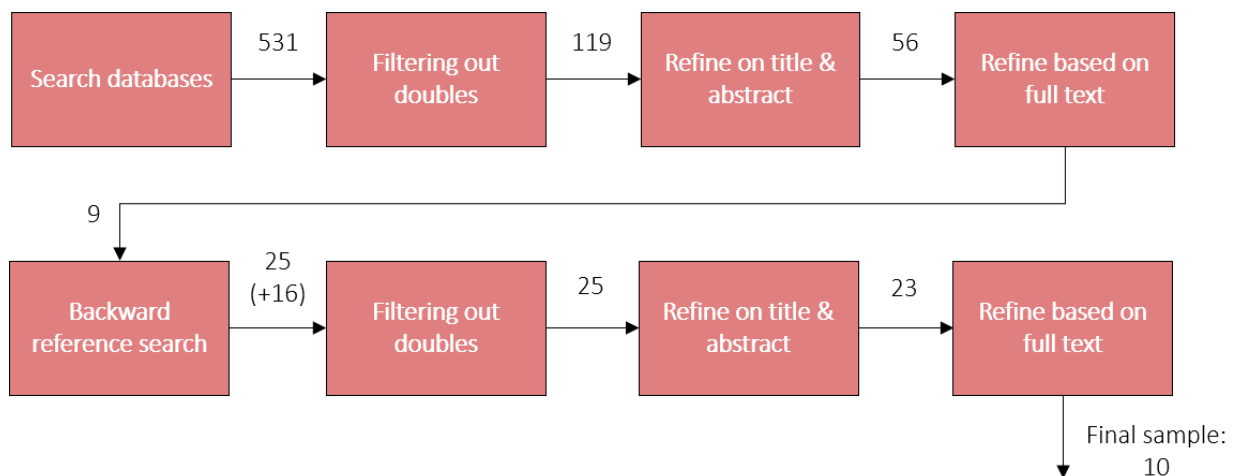 Search databases
531
Filtering out
doubles
119
Refine on title &
abstract
56
Refine based on
full text
9
Backward
reference search
25
(+16)
Filtering out
doubles
25
Refine on title &
abstract
23
Refine based on
full text
Final sample:
10